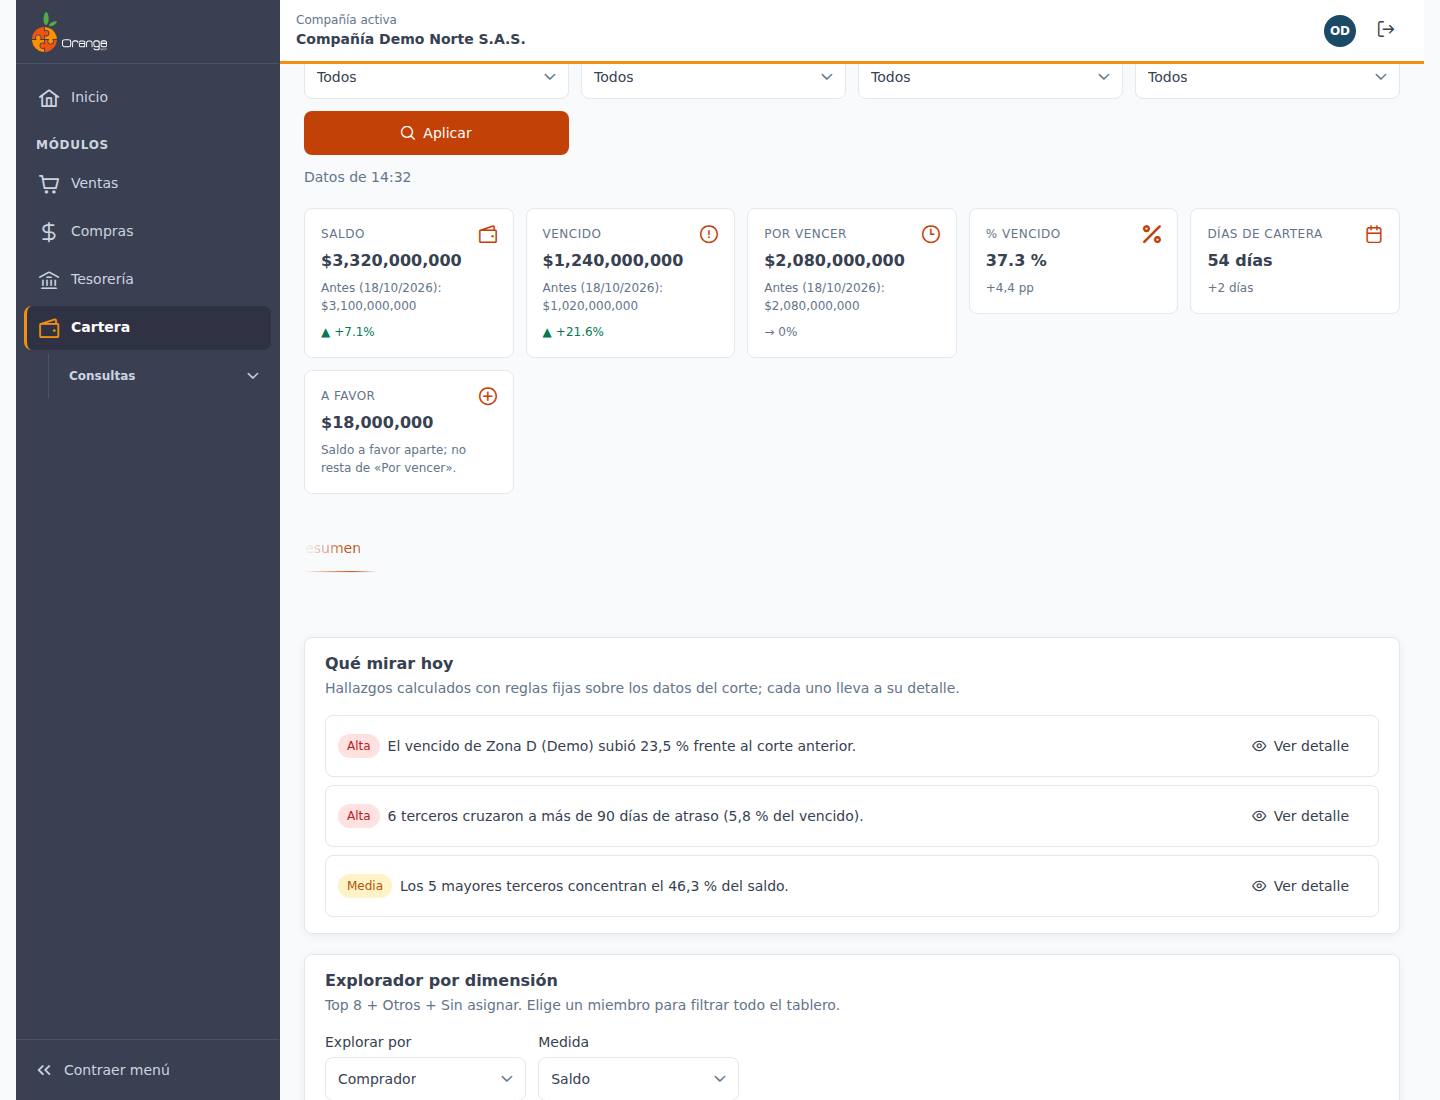 Orange
Compañía activa
Compañía Demo Norte S.A.S.
OD
Inicio
MÓDULOS
Ventas
Compras
Tesorería
Cartera
Consultas
Contraer menú
Todos
Todos
Todos
Todos
Aplicar
Datos de 14:32
SALDO
$3,320,000,000
Antes (18/10/2026):
$3,100,000,000
▲ +7.1%
VENCIDO
$1,240,000,000
Antes (18/10/2026):
$1,020,000,000
▲ +21.6%
POR VENCER
$2,080,000,000
Antes (18/10/2026):
$2,080,000,000
→ 0%
% VENCIDO
37.3 %
+4,4 pp
DÍAS DE CARTERA
54 días
+2 días
A FAVOR
$18,000,000
Saldo a favor aparte; no
resta de «Por vencer».
esumen
Qué mirar hoy
Hallazgos calculados con reglas fijas sobre los datos del corte; cada uno lleva a su detalle.
Alta El vencido de Zona D (Demo) subió 23,5 % frente al corte anterior. Ver detalle
Alta 6 terceros cruzaron a más de 90 días de atraso (5,8 % del vencido). Ver detalle
Media Los 5 mayores terceros concentran el 46,3 % del saldo. Ver detalle
Explorador por dimensión
Top 8 + Otros + Sin asignar. Elige un miembro para filtrar todo el tablero.
Explorar por
Comprador
Medida
Saldo